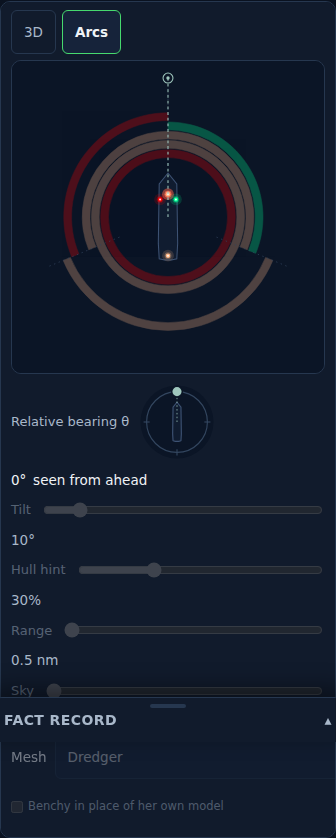 3D Arcs
Relative bearing θ
0° seen from ahead
Tilt
10°
Hull hint
30%
Range
0.5 nm
Sky
FACT RECORD ▲
Mesh Dredger
Benchy in place of her own model